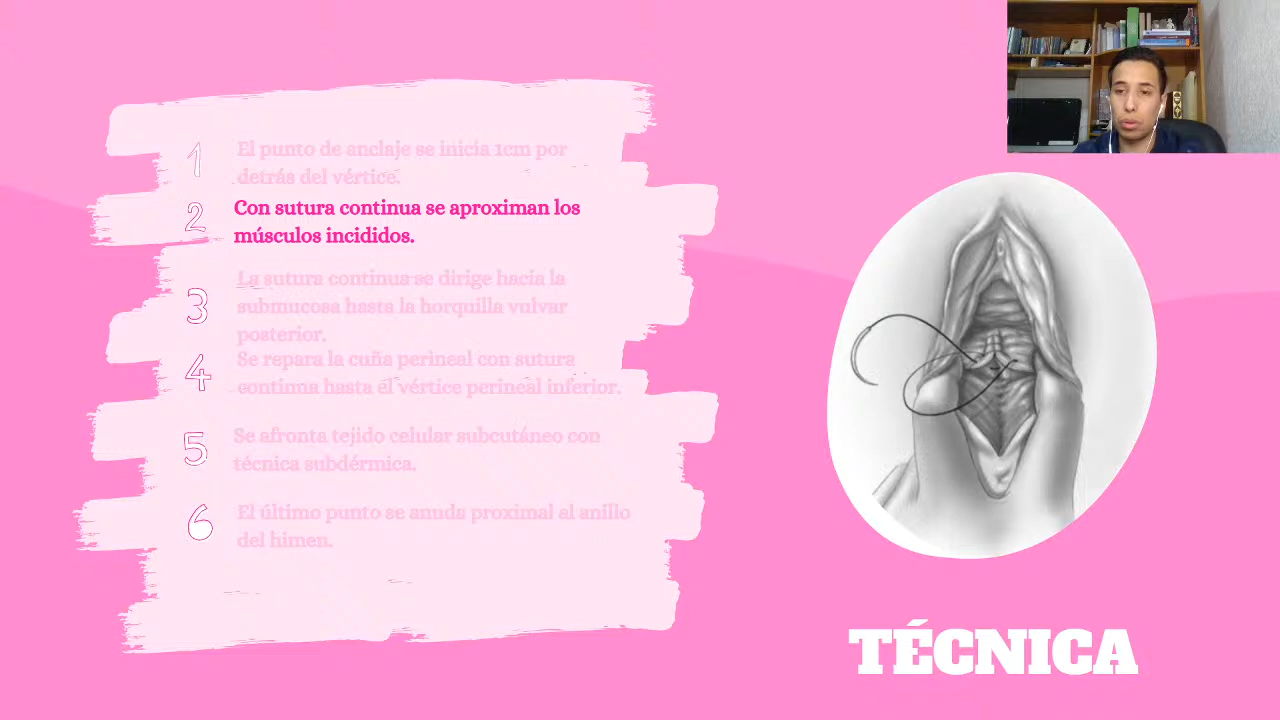 1 El punto de anclaje se inicia 1cm por
detrás del vértice.
2 Con sutura continua se aproximan los
músculos incididos.
3 La sutura continua se dirige hacia la
submucosa hasta la horquilla vulvar
posterior.
4 Se repara la cuña perineal con sutura
continua hasta el vértice perineal inferior.
5 Se afronta tejido celular subcutáneo con
técnica subdérmica.
6 El último punto se anuda proximal al anillo
del himen.
TÉCNICA